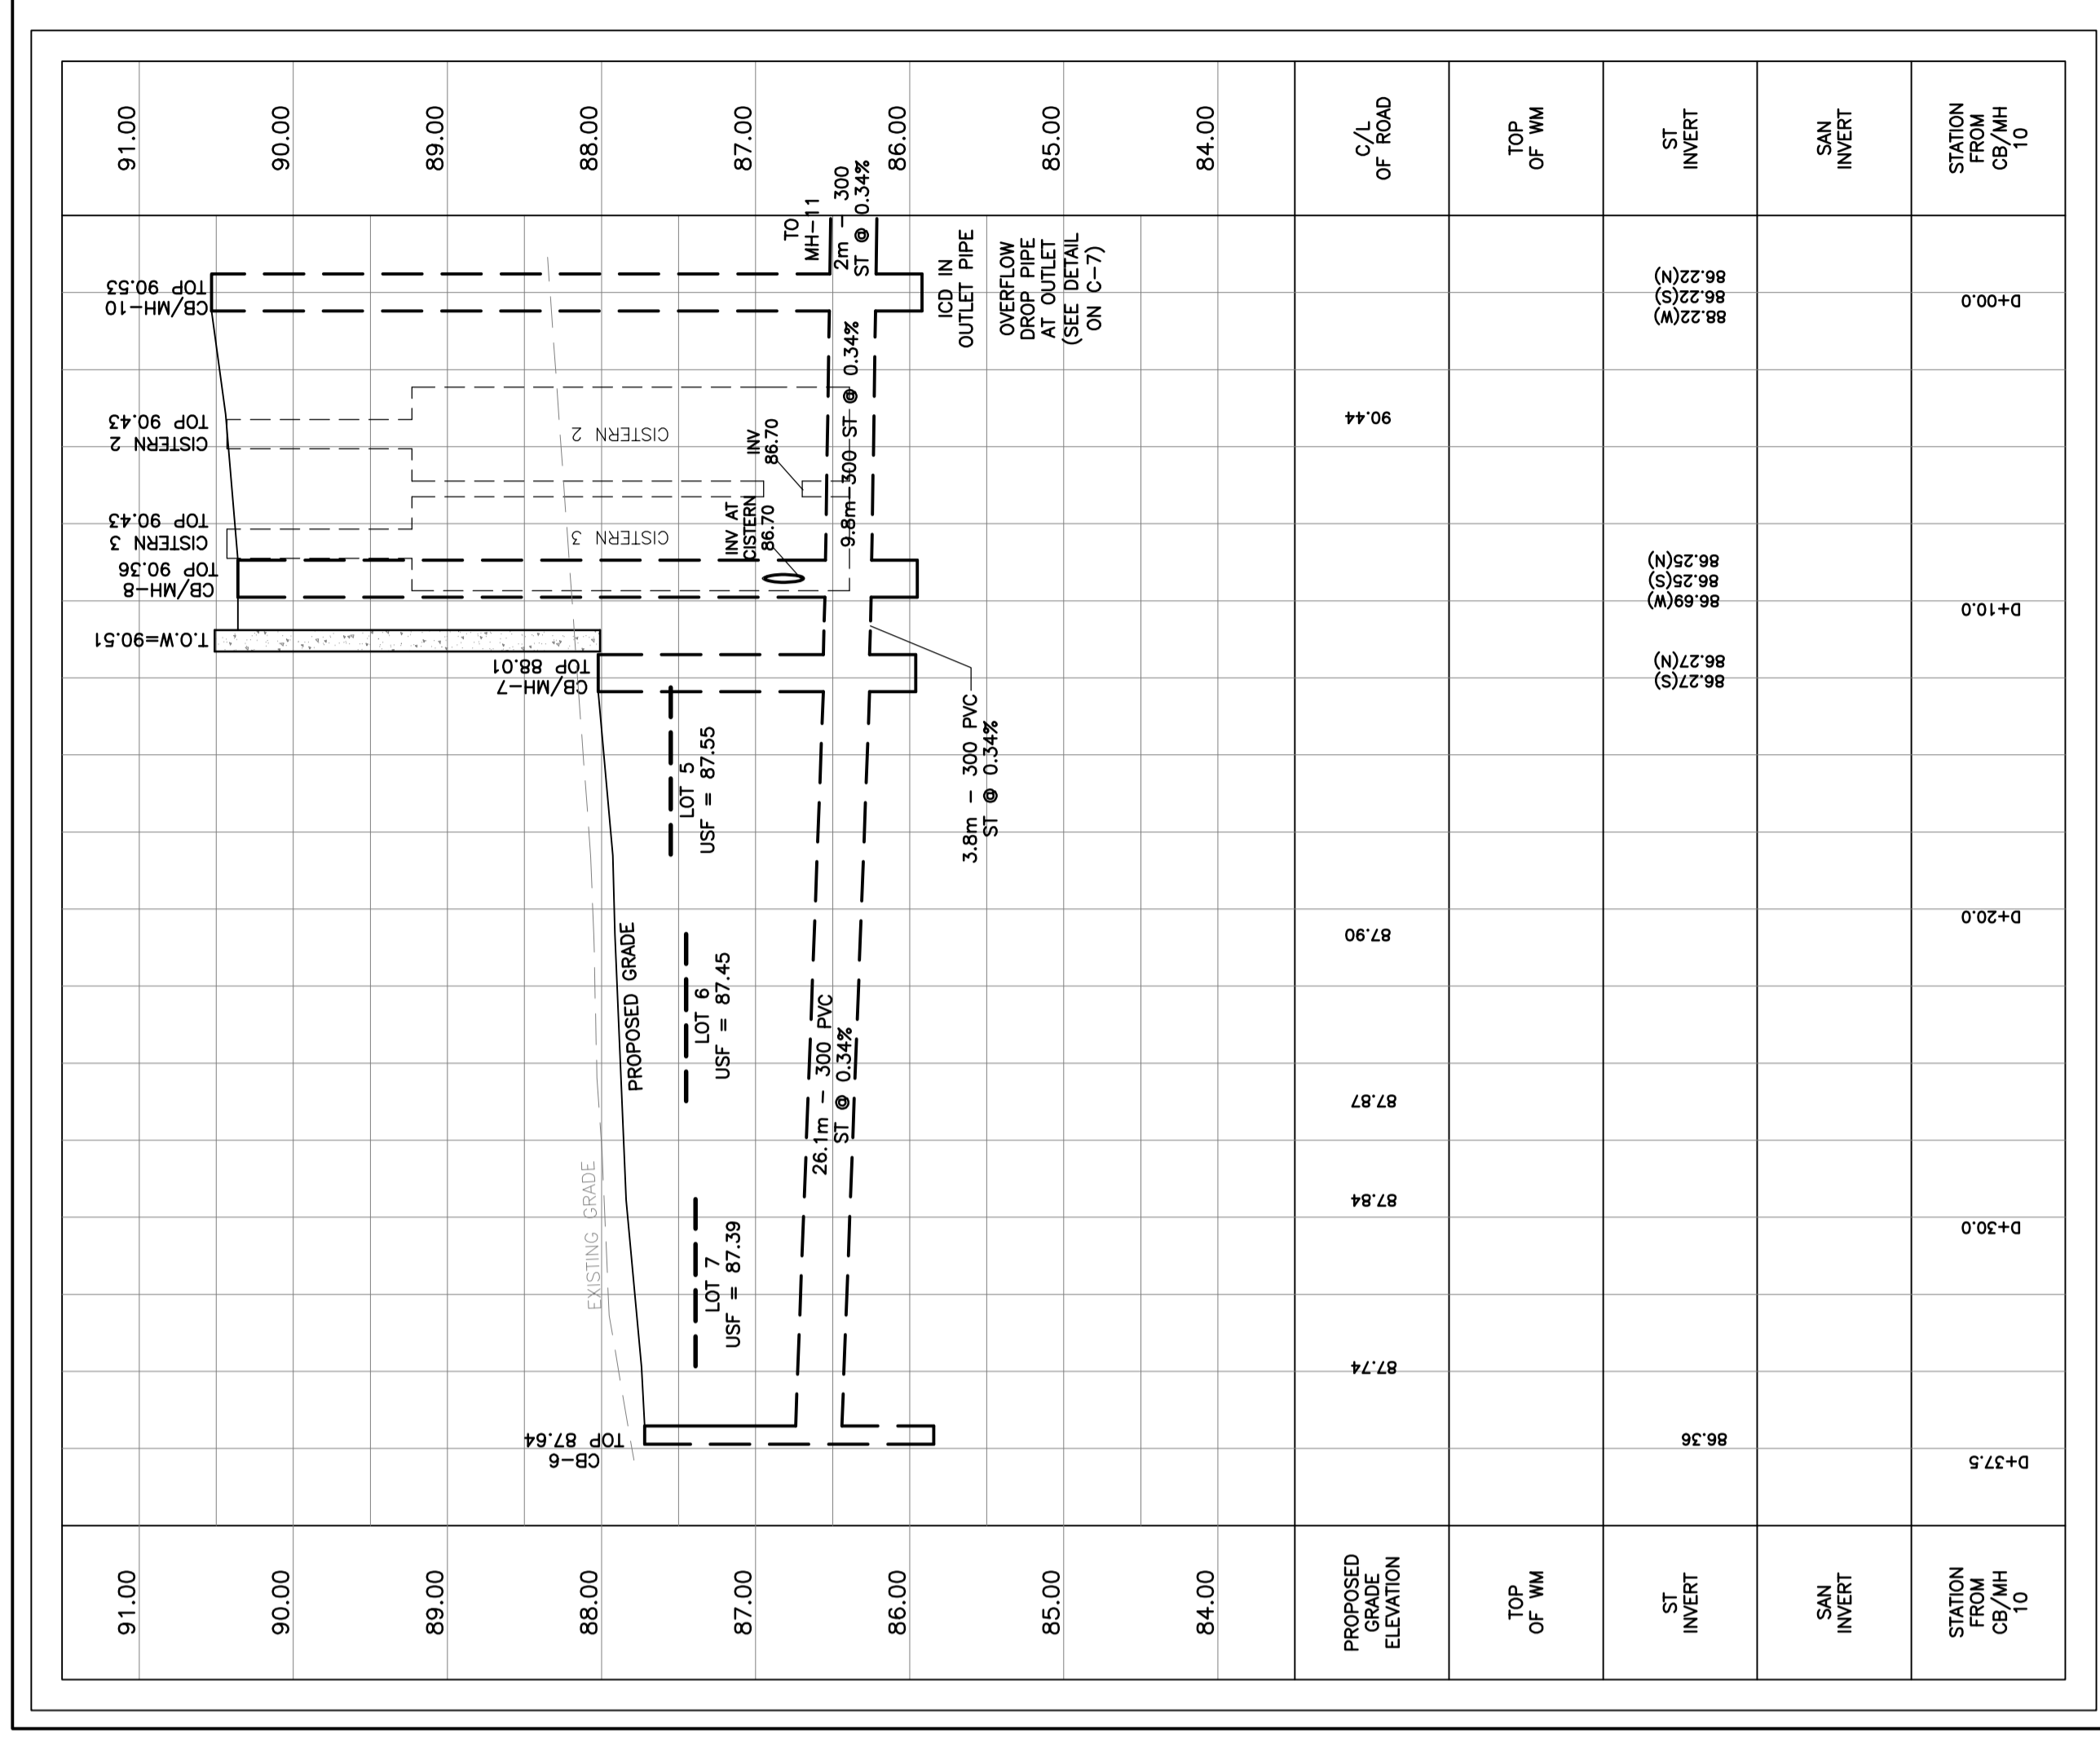 91.00
90.00
89.00
88.00
87.00
86.00
85.00
84.00
C/L
OF ROAD
TOP
OF WM
ST
INVERT
SAN
INVERT
STATION
FROM
CB/MH
10
CB/MH-10
TOP 90.53
CISTERN 2
TOP 90.43
CISTERN 3
TOP 90.43
CB/MH-8
TOP 90.36
T.O.W=90.51
CB/MH-7
TOP 88.01
CB-6
TOP 87.64
CISTERN 2
CISTERN 3
TO
MH-11
2m - 300
ST @ 0.34%
ICD IN
OUTLET PIPE
OVERFLOW
DROP PIPE
AT OUTLET
(SEE DETAIL
ON C-7)
INV
86.70
INV AT
CISTERN
86.70
9.8m-300-ST @ 0.34%
3.8m - 300 PVC
ST @ 0.34%
LOT 5
USF = 87.55
LOT 6
USF = 87.45
LOT 7
USF = 87.39
PROPOSED GRADE
EXISTING GRADE
26.1m - 300 PVC
ST @ 0.34%
90.44
87.90
87.87
87.84
87.74
88.22(W)
86.22(S)
86.22(N)
86.69(W)
86.25(S)
86.25(N)
86.27(S)
86.27(N)
86.36
D+00.0
D+10.0
D+20.0
D+30.0
D+37.5
91.00
90.00
89.00
88.00
87.00
86.00
85.00
84.00
PROPOSED
GRADE
ELEVATION
TOP
OF WM
ST
INVERT
SAN
INVERT
STATION
FROM
CB/MH
10